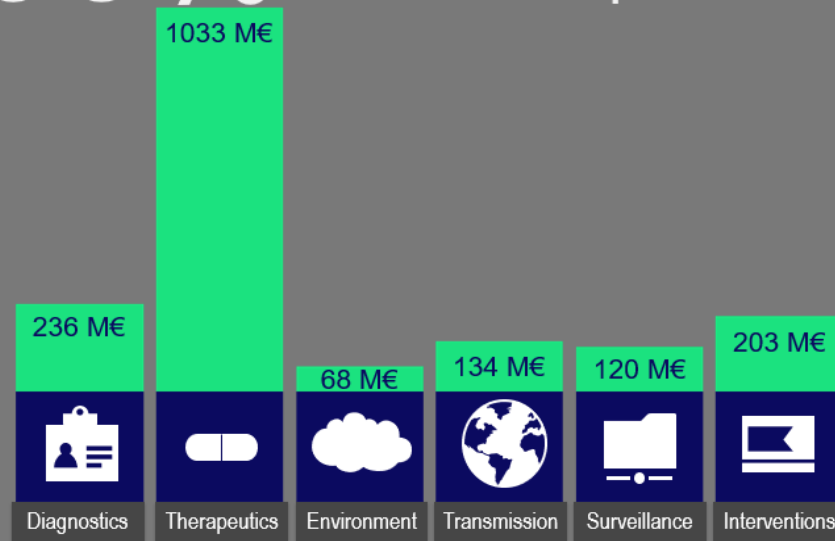 1033 M€
236 M€
68 M€
134 M€
120 M€
203 M€
Diagnostics
Therapeutics
Environment
Transmission
Surveillance
Interventions